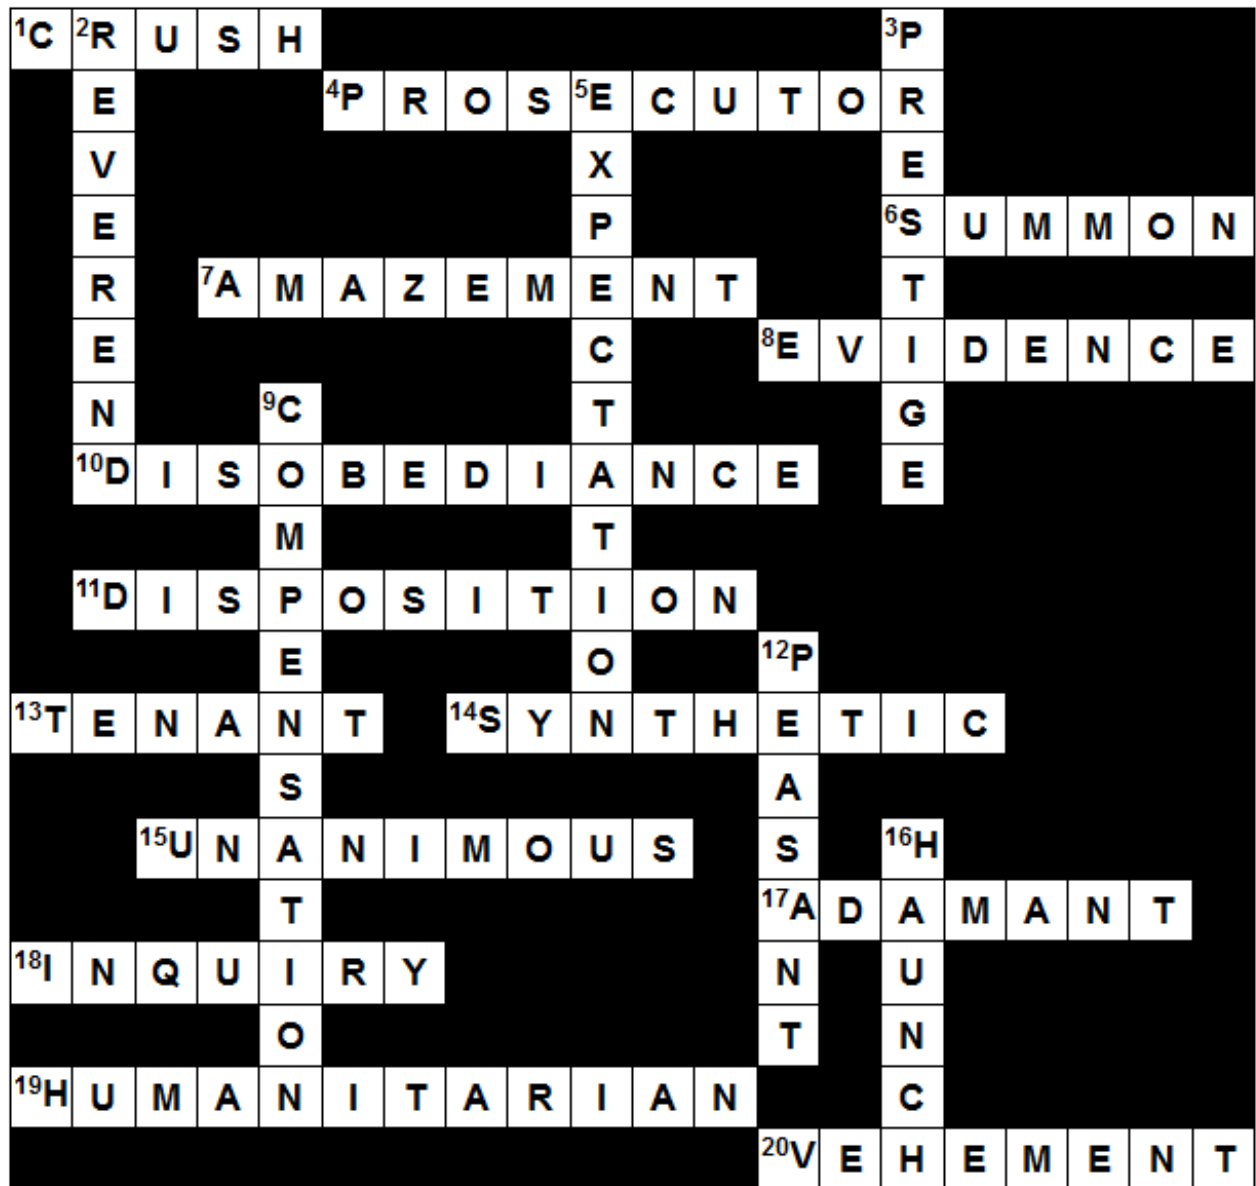 1C 2R U S H 3P
E 4P R O S 5E C U T O R
V X E
E P 6S U M M O N
R 7A M A Z E M E N T T
E C 8E V I D E N C E
N 9C T G
10D I S O B E D I A N C E E
M T
11D I S P O S I T I O N
E O 12P
13T E N A N T 14S Y N T H E T I C
S A
15U N A N I M O U S S 16H
T 17A D A M A N T
18I N Q U I R Y N U
O T N
19H U M A N I T A R I A N C
20V E H E M E N T